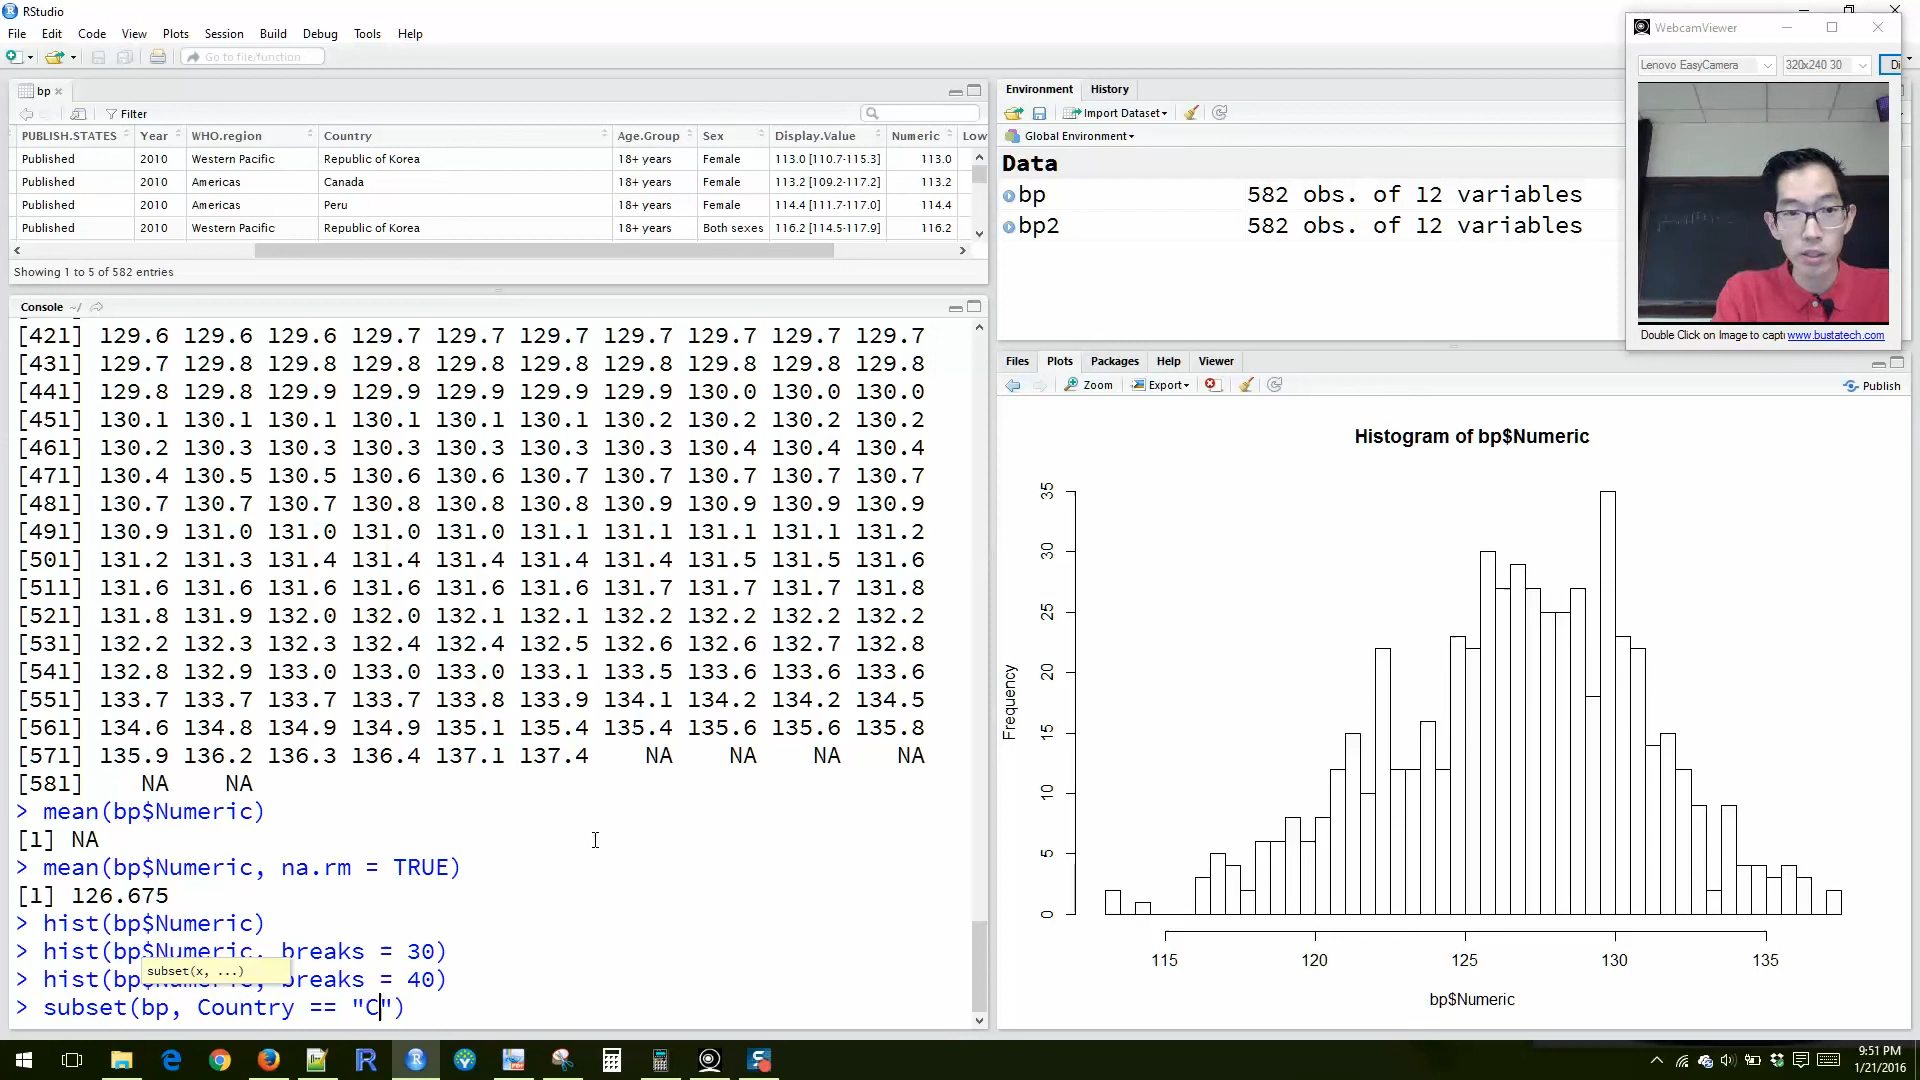 RStudio
File Edit Code View Plots Session Build Debug Tools Help
Go to file/function
bp
Filter
PUBLISH.STATES Year WHO.region Country Age.Group Sex Display.Value Numeric Low
Published 2010 Western Pacific Republic of Korea 18+ years Female 113.0 [110.7-115.3] 113.0
Published 2010 Americas Canada 18+ years Female 113.2 [109.2-117.2] 113.2
Published 2010 Americas Peru 18+ years Female 114.4 [111.7-117.0] 114.4
Published 2010 Western Pacific Republic of Korea 18+ years Both sexes 116.2 [114.5-117.9] 116.2
Showing 1 to 5 of 582 entries
Console ~/
[421] 129.6 129.6 129.6 129.7 129.7 129.7 129.7 129.7 129.7 129.7
[431] 129.7 129.8 129.8 129.8 129.8 129.8 129.8 129.8 129.8 129.8
[441] 129.8 129.8 129.9 129.9 129.9 129.9 129.9 130.0 130.0 130.0
[451] 130.1 130.1 130.1 130.1 130.1 130.1 130.2 130.2 130.2 130.2
[461] 130.2 130.3 130.3 130.3 130.3 130.3 130.3 130.4 130.4 130.4
[471] 130.4 130.5 130.5 130.6 130.6 130.7 130.7 130.7 130.7 130.7
[481] 130.7 130.7 130.7 130.8 130.8 130.8 130.9 130.9 130.9 130.9
[491] 130.9 131.0 131.0 131.0 131.0 131.1 131.1 131.1 131.1 131.2
[501] 131.2 131.3 131.4 131.4 131.4 131.4 131.4 131.5 131.5 131.6
[511] 131.6 131.6 131.6 131.6 131.6 131.6 131.7 131.7 131.7 131.8
[521] 131.8 131.9 132.0 132.0 132.1 132.1 132.2 132.2 132.2 132.2
[531] 132.2 132.3 132.3 132.4 132.4 132.5 132.6 132.6 132.7 132.8
[541] 132.8 132.9 133.0 133.0 133.0 133.1 133.5 133.6 133.6 133.6
[551] 133.7 133.7 133.7 133.7 133.8 133.9 134.1 134.2 134.2 134.5
[561] 134.6 134.8 134.9 134.9 135.1 135.4 135.4 135.6 135.6 135.8
[571] 135.9 136.2 136.3 136.4 137.1 137.4 NA NA NA NA
[581] NA NA
> mean(bp$Numeric)
[1] NA
> mean(bp$Numeric, na.rm = TRUE)
[1] 126.675
> hist(bp$Numeric)
> hist(bp$Numeric, breaks = 30)
subset(x, ...)
> hist(bp$Numeric, breaks = 40)
> subset(bp, Country == "C")
Environment History
Import Dataset
Global Environment
Data
bp 582 obs. of 12 variables
bp2 582 obs. of 12 variables
WebcamViewer
Lenovo EasyCamera 320x240 30 Di
Double Click on Image to captu www.bustatech.com
Files Plots Packages Help Viewer
Zoom Export Publish
Histogram of bp$Numeric
Frequency
35
30
25
20
15
10
5
0
115 120 125 130 135
bp$Numeric
9:51 PM
1/21/2016